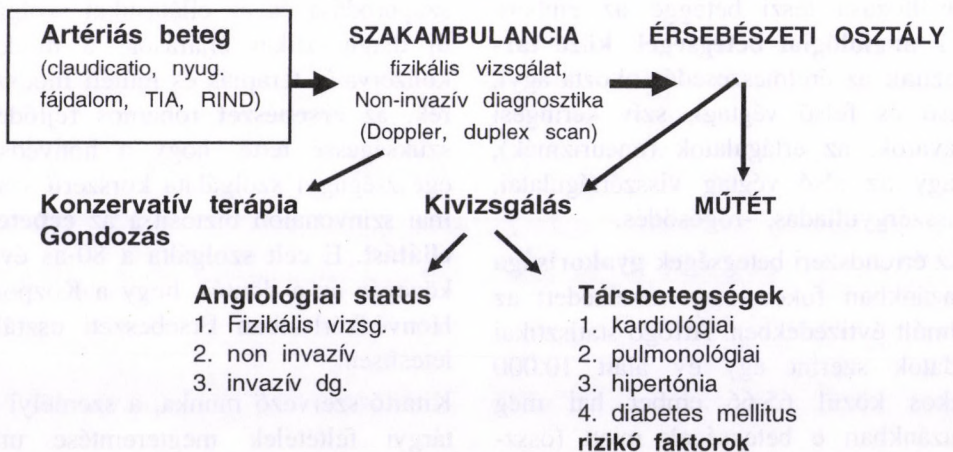 Artériás beteg
(claudicatio, nyug.
fájdalom, TIA, RIND)
SZAKAMBULANCIA
fizikális vizsgálat
Non-invazív diagnosztika
(Doppler, duplex scan)
ÉRSEBÉSZETI OSZTÁLY
Konzervatív terápia
Gondozás
Kivizsgálás
MŰTÉT
Angiológiai status
1. Fizikális vizsg.
2. non invazív
3. invazív dg.
Társbetegségek
1. kardiológiai
2. pulmonológiai
3. hipertónia
4. diabetes mellitus
rizikó faktorok